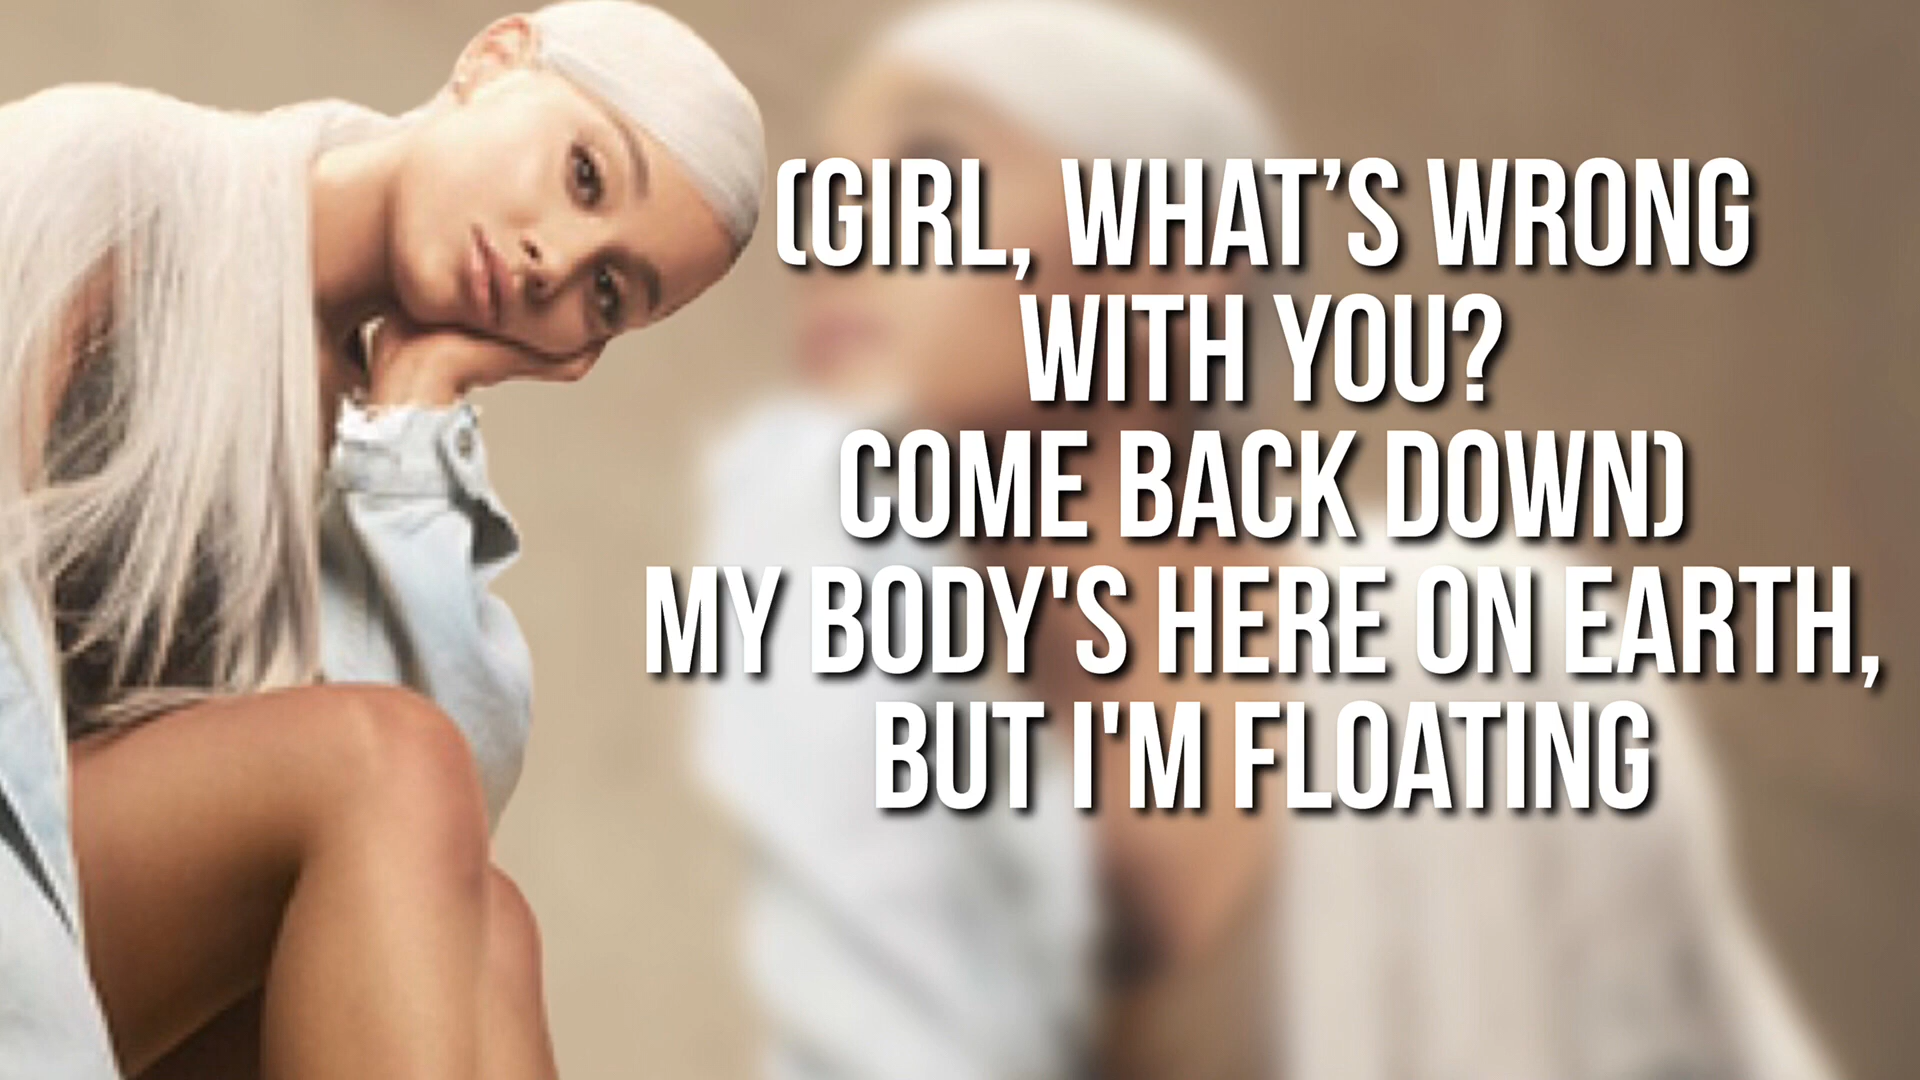 (GIRL, WHAT’S WRONG
WITH YOU?
COME BACK DOWN)
MY BODY'S HERE ON EARTH,
BUT I'M FLOATING